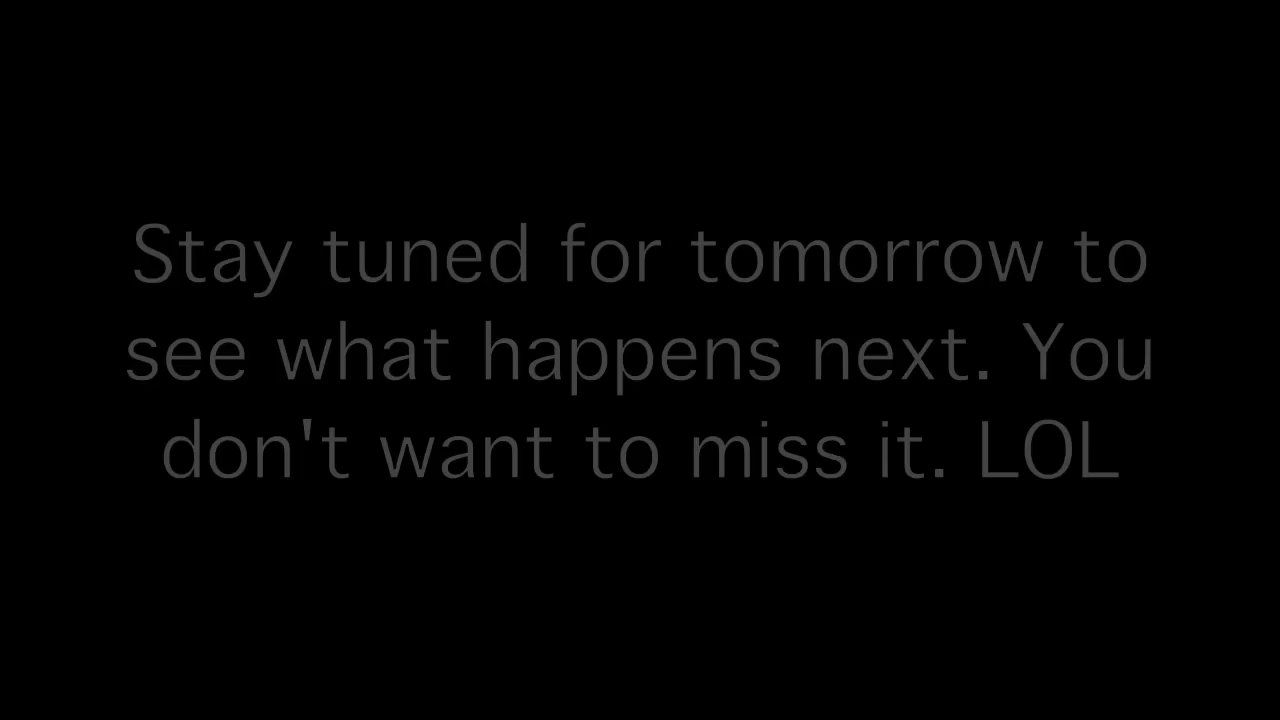 Stay tuned for tomorrow to
see what happens next. You
don't want to miss it. LOL